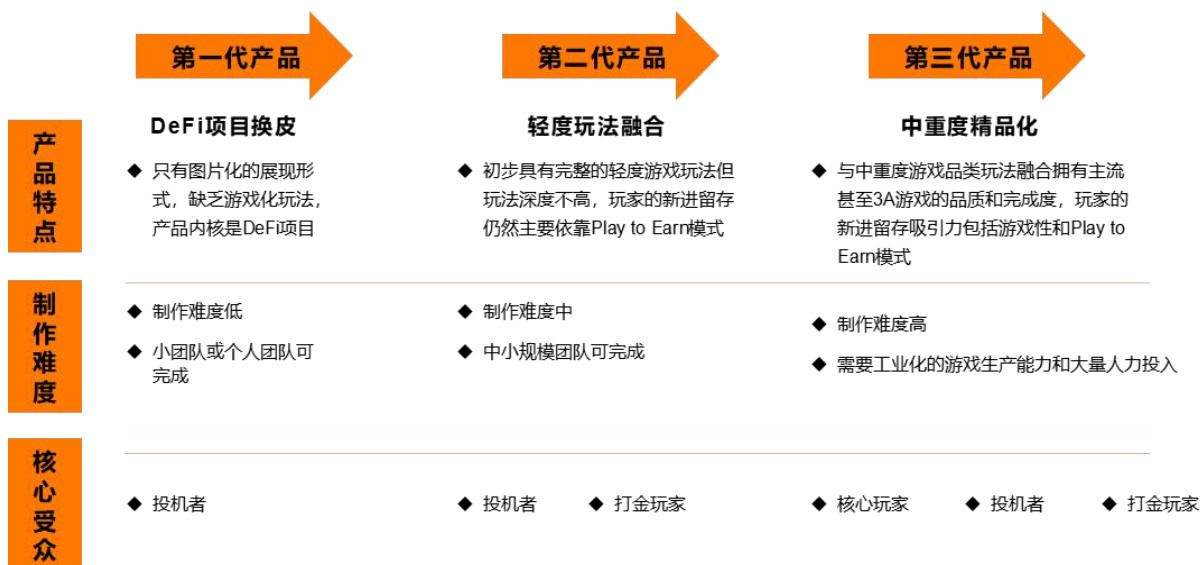 第一代产品
第二代产品
第三代产品
DeFi项目换皮
轻度玩法融合
中重度精品化
产品特点
◆ 只有图片化的展现形
式，缺乏游戏化玩法，
产品内核是DeFi项目
◆ 初步具有完整的轻度游戏玩法但
玩法深度不高，玩家的新进留存
仍然主要依靠Play to Earn模式
◆ 与中重度游戏品类玩法融合拥有主流
甚至3A游戏的品质和完成度，玩家的
新进留存吸引力包括游戏性和Play to
Earn模式
制作难度
◆ 制作难度低
◆ 小团队或个人团队可
完成
◆ 制作难度中
◆ 中小规模团队可完成
◆ 制作难度高
◆ 需要工业化的游戏生产能力和大量人力投入
核心受众
◆ 投机者
◆ 投机者 ◆ 打金玩家
◆ 核心玩家 ◆ 投机者 ◆ 打金玩家